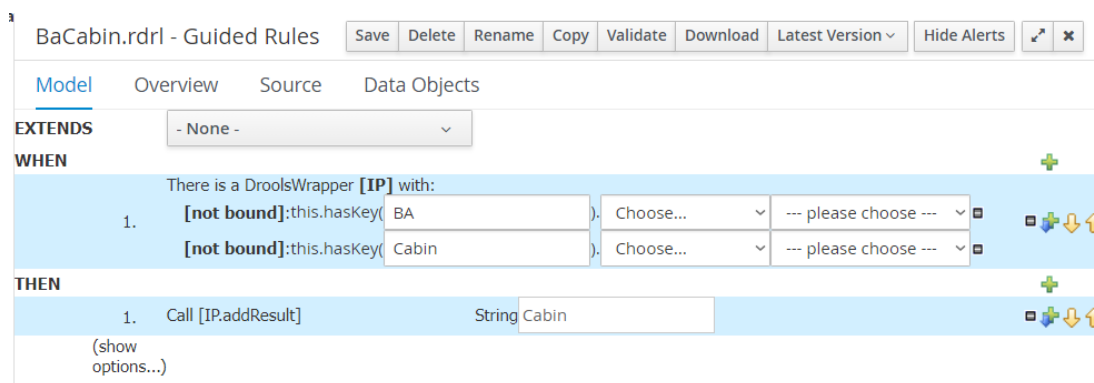 BaCabin.rdrl - Guided Rules Save Delete Rename Copy Validate Download Latest Version Hide Alerts
Model Overview Source Data Objects
EXTENDS - None -
WHEN
There is a DroolsWrapper [IP] with:
1.
[not bound]:this.hasKey( BA ). Choose... --- please choose ---
[not bound]:this.hasKey( Cabin ). Choose... --- please choose ---
THEN
1. Call [IP.addResult] String Cabin
(show
options...)